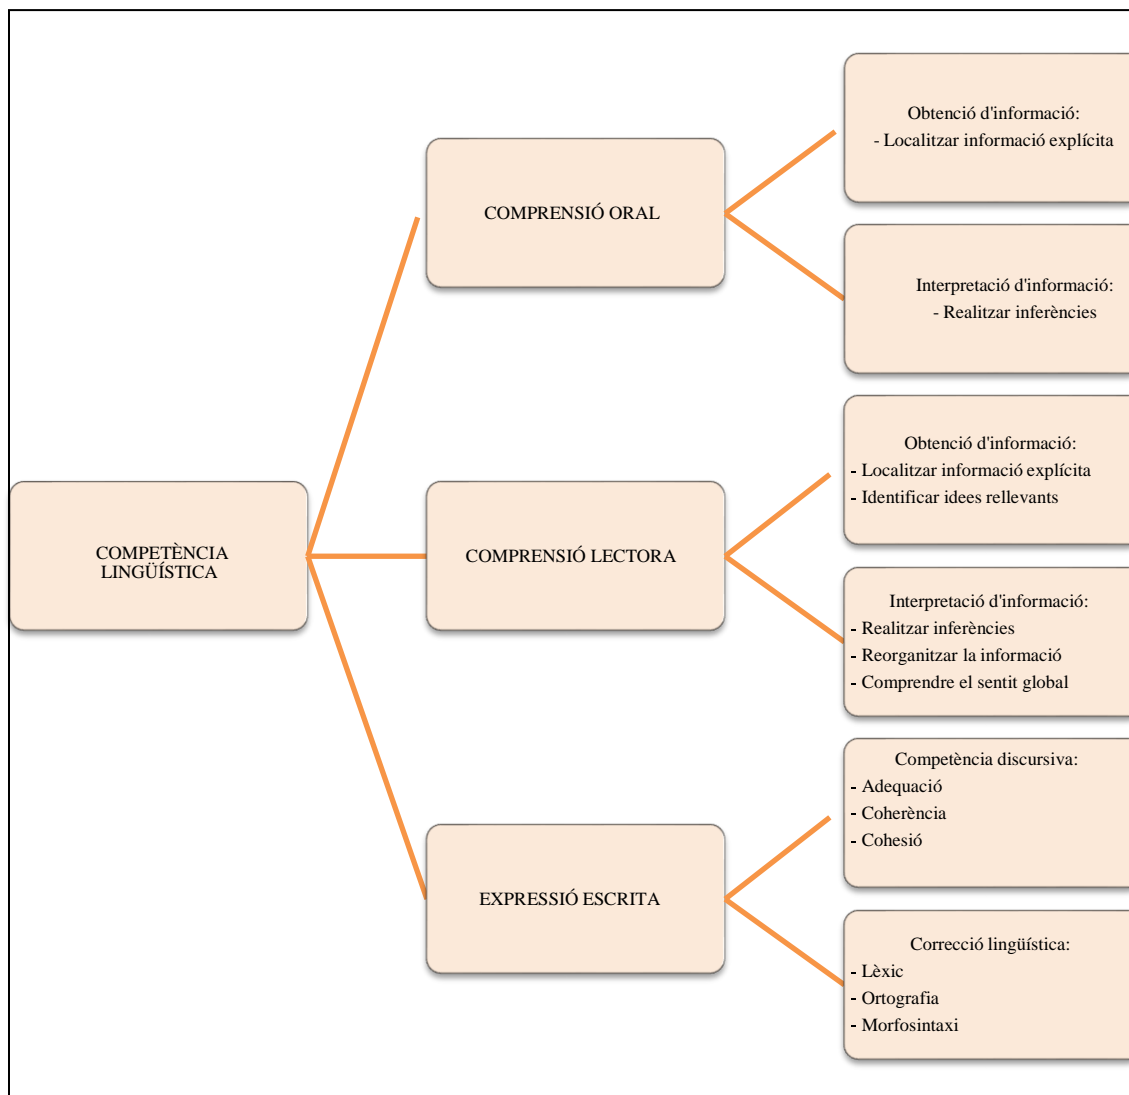 COMPETÈNCIA
LINGÜÍSTICA
COMPRENSIÓ ORAL
Obtenció d'informació:
- Localitzar informació explícita
Interpretació d'informació:
- Realitzar inferències
COMPRENSIÓ LECTORA
Obtenció d'informació:
- Localitzar informació explícita
- Identificar idees rellevants
Interpretació d'informació:
- Realitzar inferències
- Reorganitzar la informació
- Comprendre el sentit global
EXPRESSIÓ ESCRITA
Competència discursiva:
- Adequació
- Coherència
- Cohesió
Correcció lingüística:
- Lèxic
- Ortografia
- Morfosintaxi